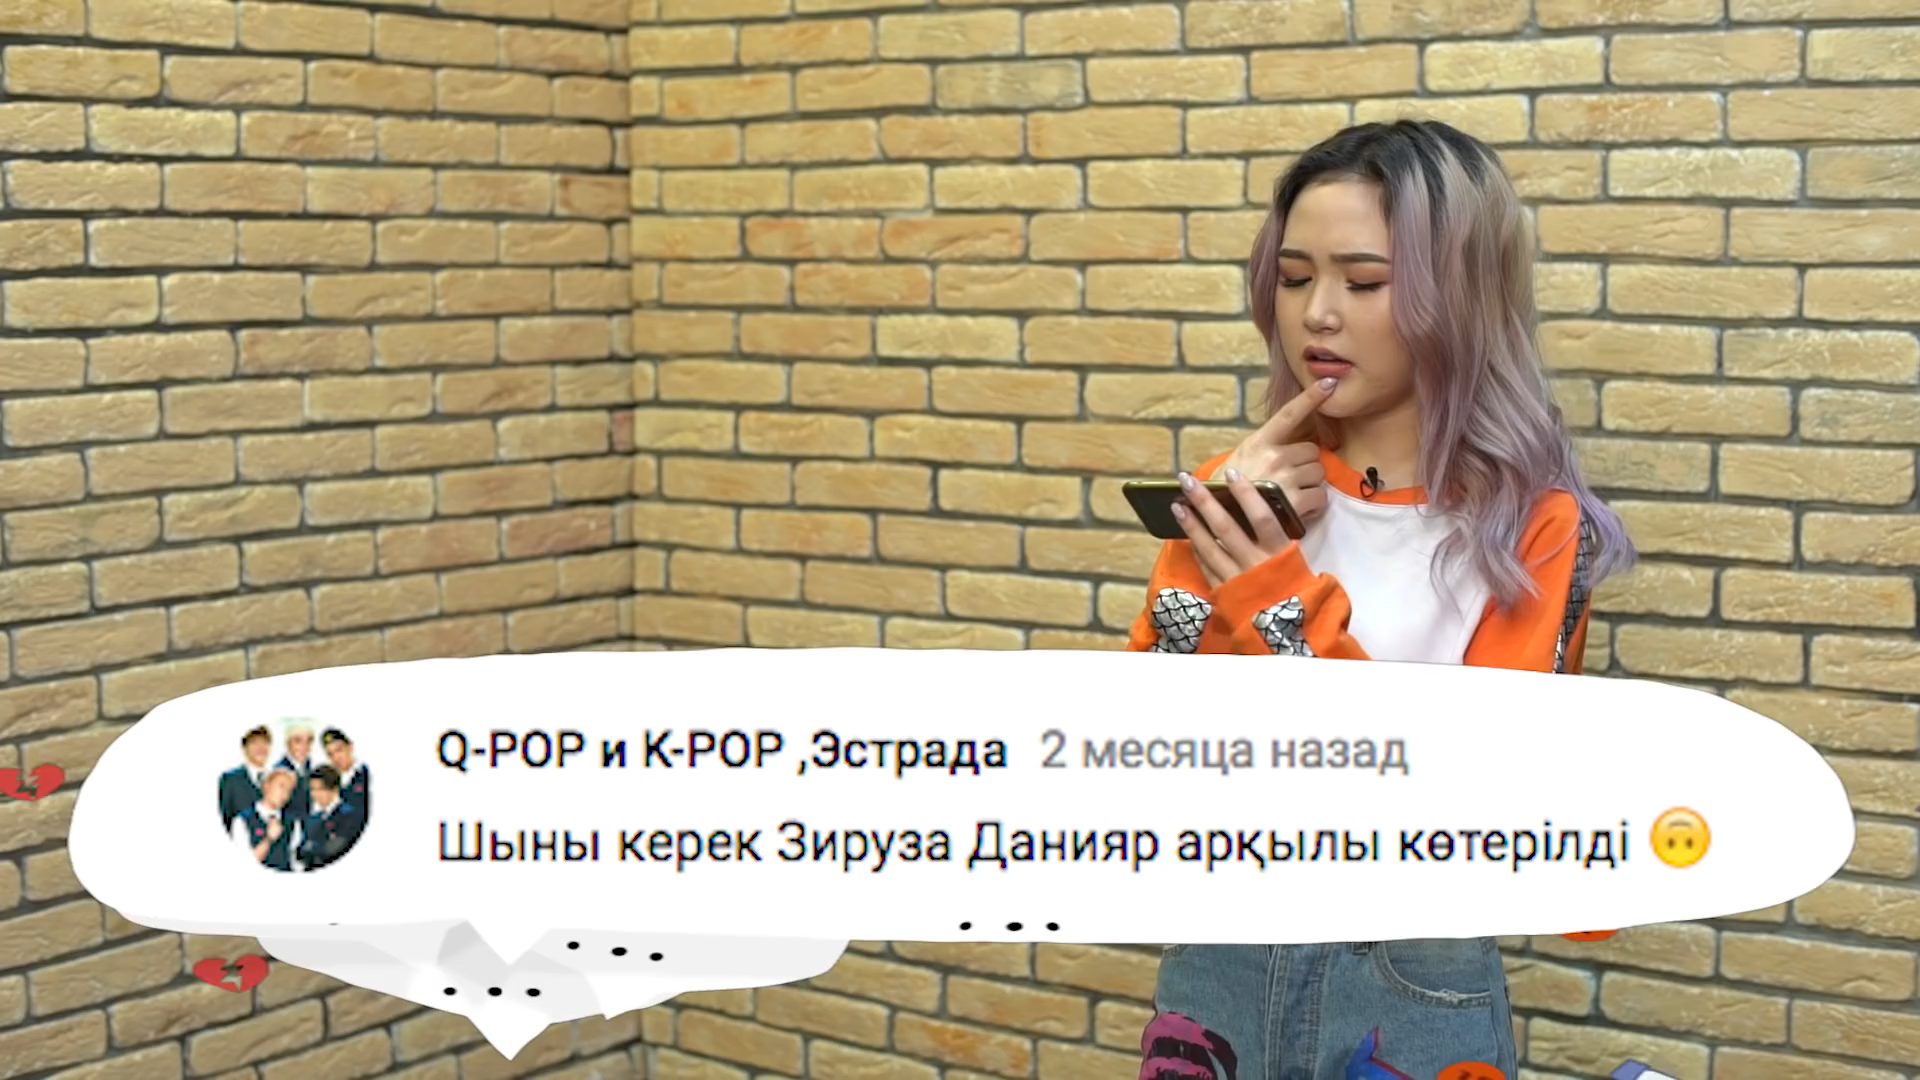 Q-POP и K-POP ,Эстрада 2 месяца назад
Шыны керек Зируза Данияр арқылы көтерілді 🙃